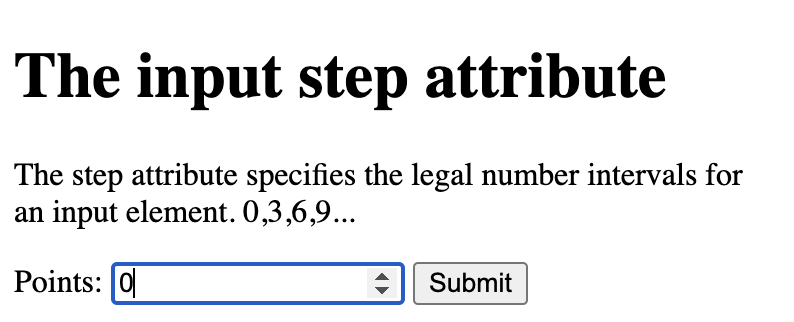 The input step attribute
The step attribute specifies the legal number intervals for
an input element. 0,3,6,9...
Points: 0 Submit